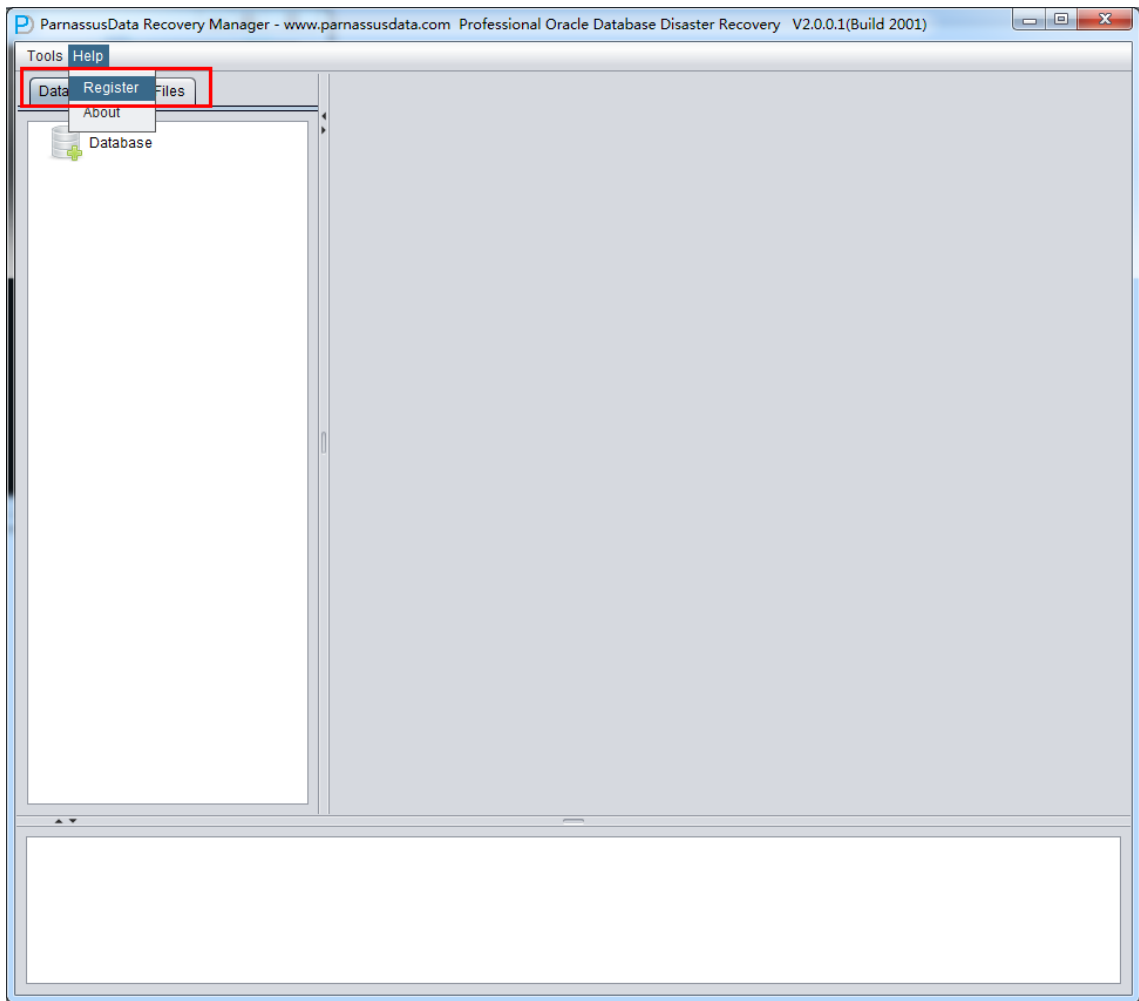 ParnassusData Recovery Manager - www.parnassusdata.com Professional Oracle Database Disaster Recovery V2.0.0.1(Build 2001)
Tools Help
Data Register Files
About
Database